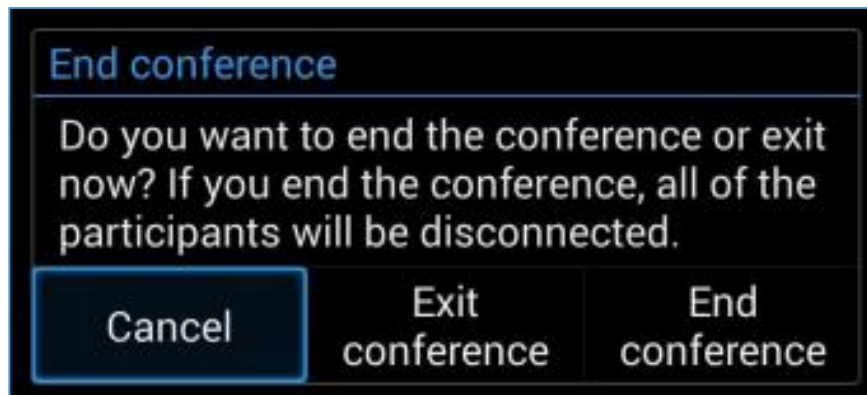 End conference
Do you want to end the conference or exit
now? If you end the conference, all of the
participants will be disconnected.
Cancel
Exit
conference
End
conference